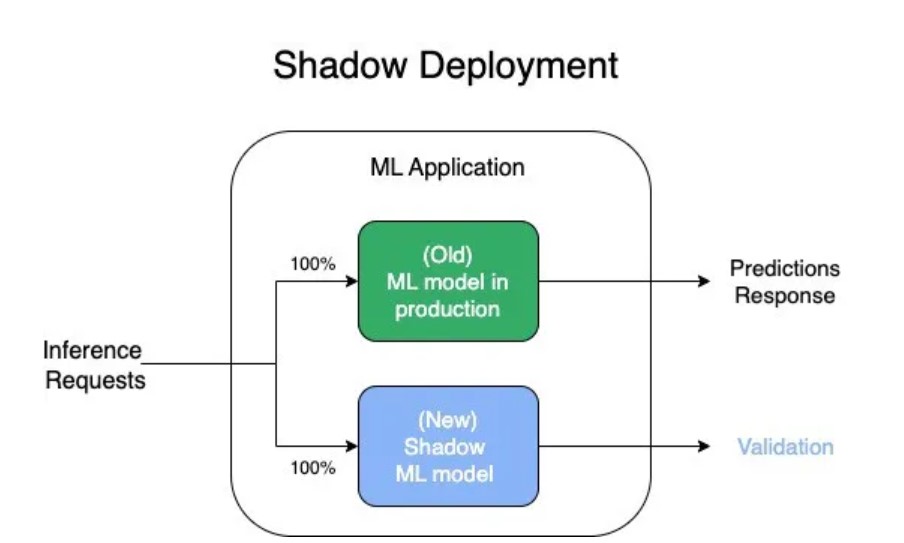 Shadow Deployment
ML Application
100%
(Old)
ML model in
production
Predictions
Response
Inference
Requests
(New)
Shadow
ML model
100%
Validation